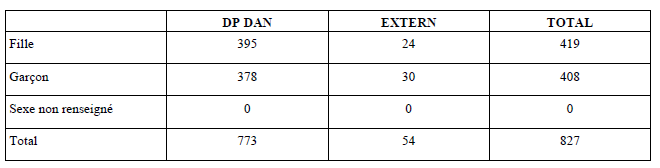 DP DAN EXTERN TOTAL
Fille 395 24 419
Garçon 378 30 408
Sexe non renseigné 0 0 0
Total 773 54 827